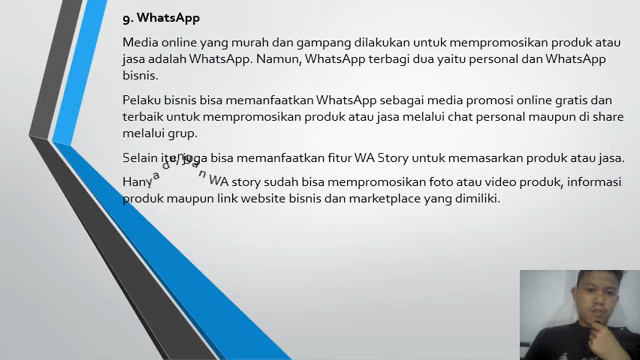 9. WhatsApp
Media online yang murah dan gampang dilakukan untuk mempromosikan produk atau
jasa adalah WhatsApp. Namun, WhatsApp terbagi dua yaitu personal dan WhatsApp
bisnis.
Pelaku bisnis bisa memanfaatkan WhatsApp sebagai media promosi online gratis dan
terbaik untuk mempromosikan produk atau jasa melalui chat personal maupun di share
melalui grup.
Selain itu, juga bisa memanfaatkan fitur WA Story untuk memasarkan produk atau jasa.
Hanya dengan WA story sudah bisa mempromosikan foto atau video produk, informasi
produk maupun link website bisnis dan marketplace yang dimiliki.